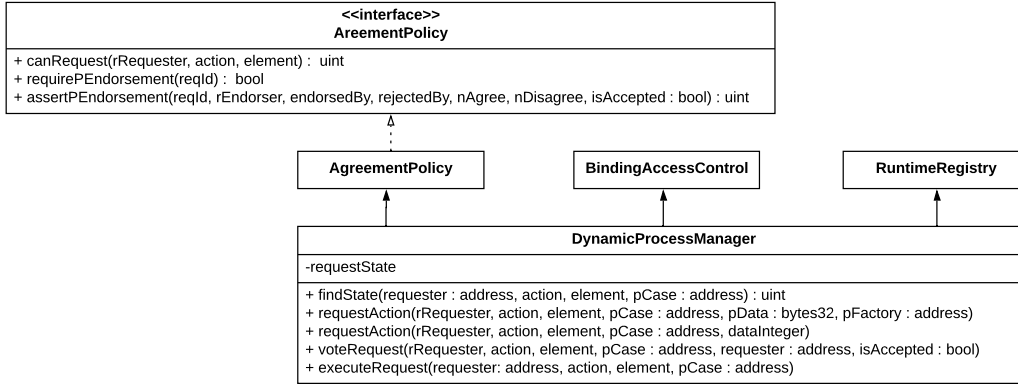 <<interface>>
AreementPolicy
+ canRequest(rRequester, action, element) : uint
+ requirePEndorsement(reqId) : bool
+ assertPEndorsement(reqId, rEndorser, endorsedBy, rejectedBy, nAgree, nDisagree, isAccepted : bool) : uint
AgreementPolicy
BindingAccessControl
RuntimeRegistry
DynamicProcessManager
-requestState
+ findState(requester : address, action, element, pCase : address) : uint
+ requestAction(rRequester, action, element, pCase : address, pData : bytes32, pFactory : address)
+ requestAction(rRequester, action, element, pCase : address, dataInteger)
+ voteRequest(rRequester, action, element, pCase : address, requester : address, isAccepted : bool)
+ executeRequest(requester: address, action, element, pCase : address)